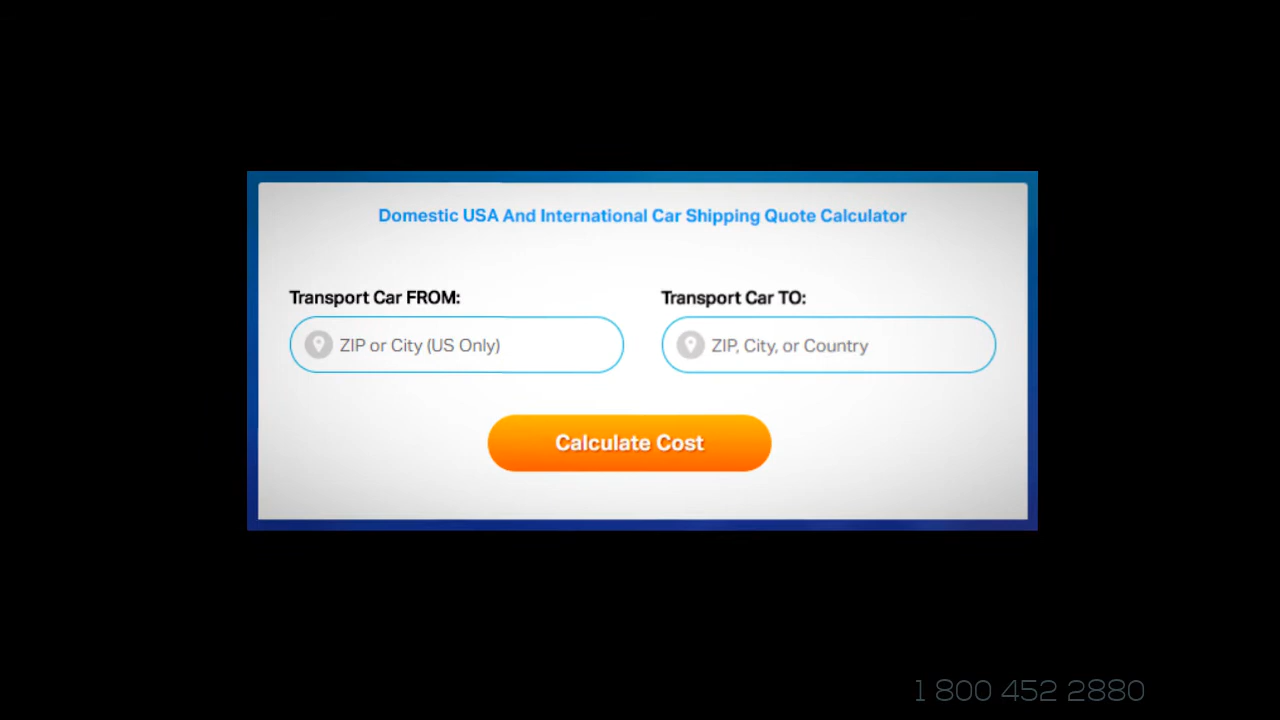 Domestic USA And International Car Shipping Quote Calculator
Transport Car FROM:
Transport Car TO:
ZIP or City (US Only)
ZIP, City, or Country
Calculate Cost
1 800 452 2880